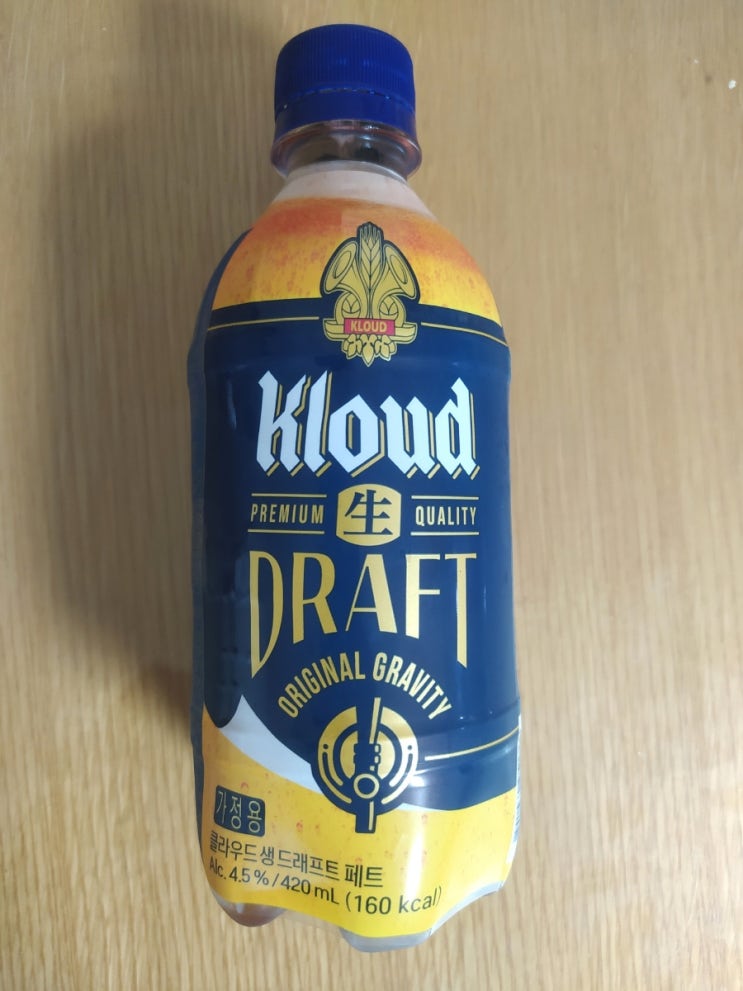 KLOUD
Kloud
PREMIUM 生 QUALITY
DRAFT
ORIGINAL GRAVITY
가정용
클라우드 생 드래프트 페트
Alc. 4.5 % / 420 mL (160 kcal)